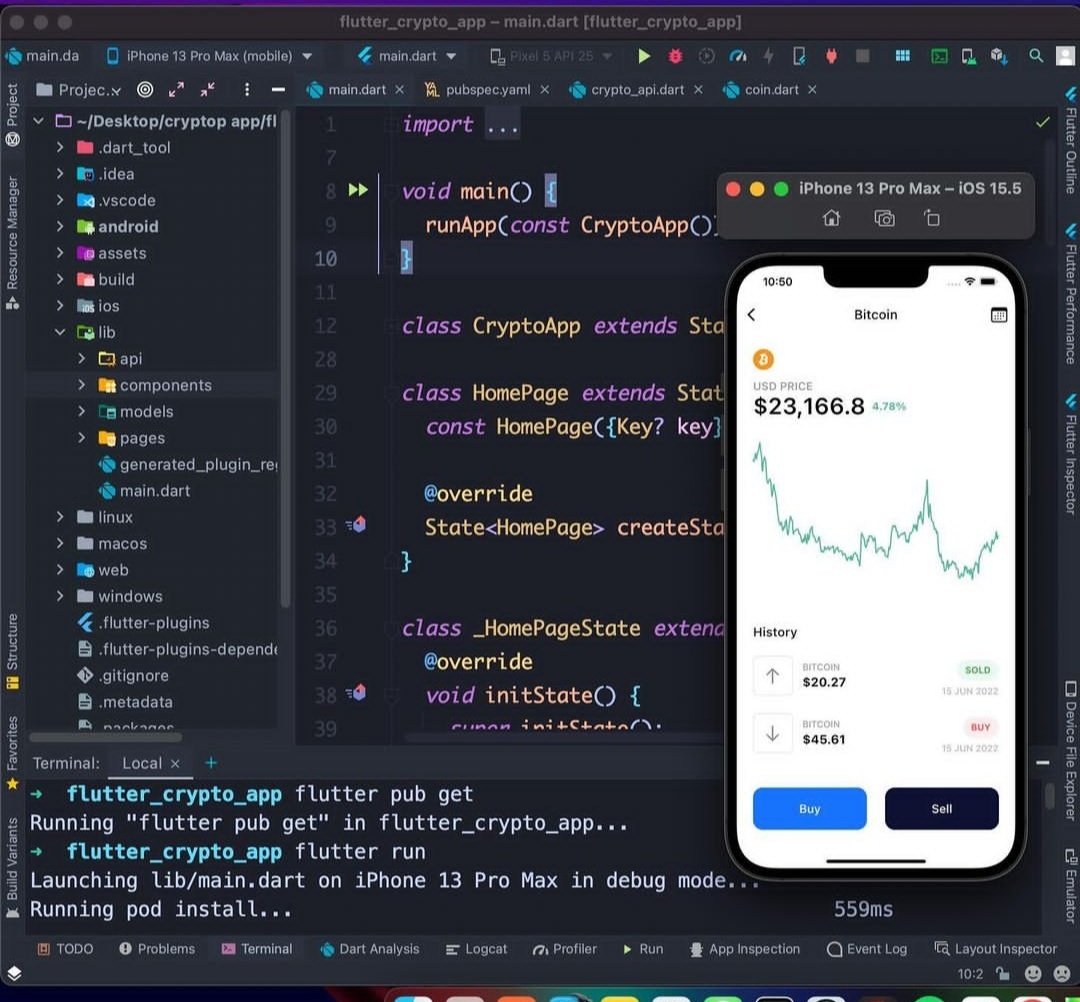 flutter_crypto_app – main.dart [flutter_crypto_app]
main.da
iPhone 13 Pro Max (mobile)
main.dart
Pixel 5 API 25
Project
Resource Manager
Structure
Favorites
Build Variants
Projec...
main.dart
pubspec.yaml
crypto_api.dart
coin.dart
~/Desktop/cryptop app/fl
.dart_tool
.idea
.vscode
android
assets
build
ios
lib
api
components
models
pages
generated_plugin_re
main.dart
linux
macos
web
windows
.flutter-plugins
.flutter-plugins-depend
.gitignore
.metadata
1 import ...
7
8 void main() {
9 runApp(const CryptoApp()
10 }
11
12 class CryptoApp extends Sta
28
29 class HomePage extends Stat
30 const HomePage({Key? key}
31
32 @override
33 State<HomePage> createSta
34 }
35
36 class _HomePageState extend
37 @override
38 void initState() {
39 super.initState();
iPhone 13 Pro Max – iOS 15.5
10:50
Bitcoin
USD PRICE
$23,166.8 4.78%
History
BITCOIN
$20.27
SOLD
15 JUN 2022
BITCOIN
$45.61
BUY
15 JUN 2022
Buy
Sell
Flutter Outline
Flutter Performance
Flutter Inspector
Device File Explorer
Emulator
Terminal:
Local
+
→ flutter_crypto_app flutter pub get
Running "flutter pub get" in flutter_crypto_app...
→ flutter_crypto_app flutter run
Launching lib/main.dart on iPhone 13 Pro Max in debug mode...
Running pod install... 559ms
TODO
Problems
Terminal
Dart Analysis
Logcat
Profiler
Run
App Inspection
Event Log
Layout Inspector
10:2